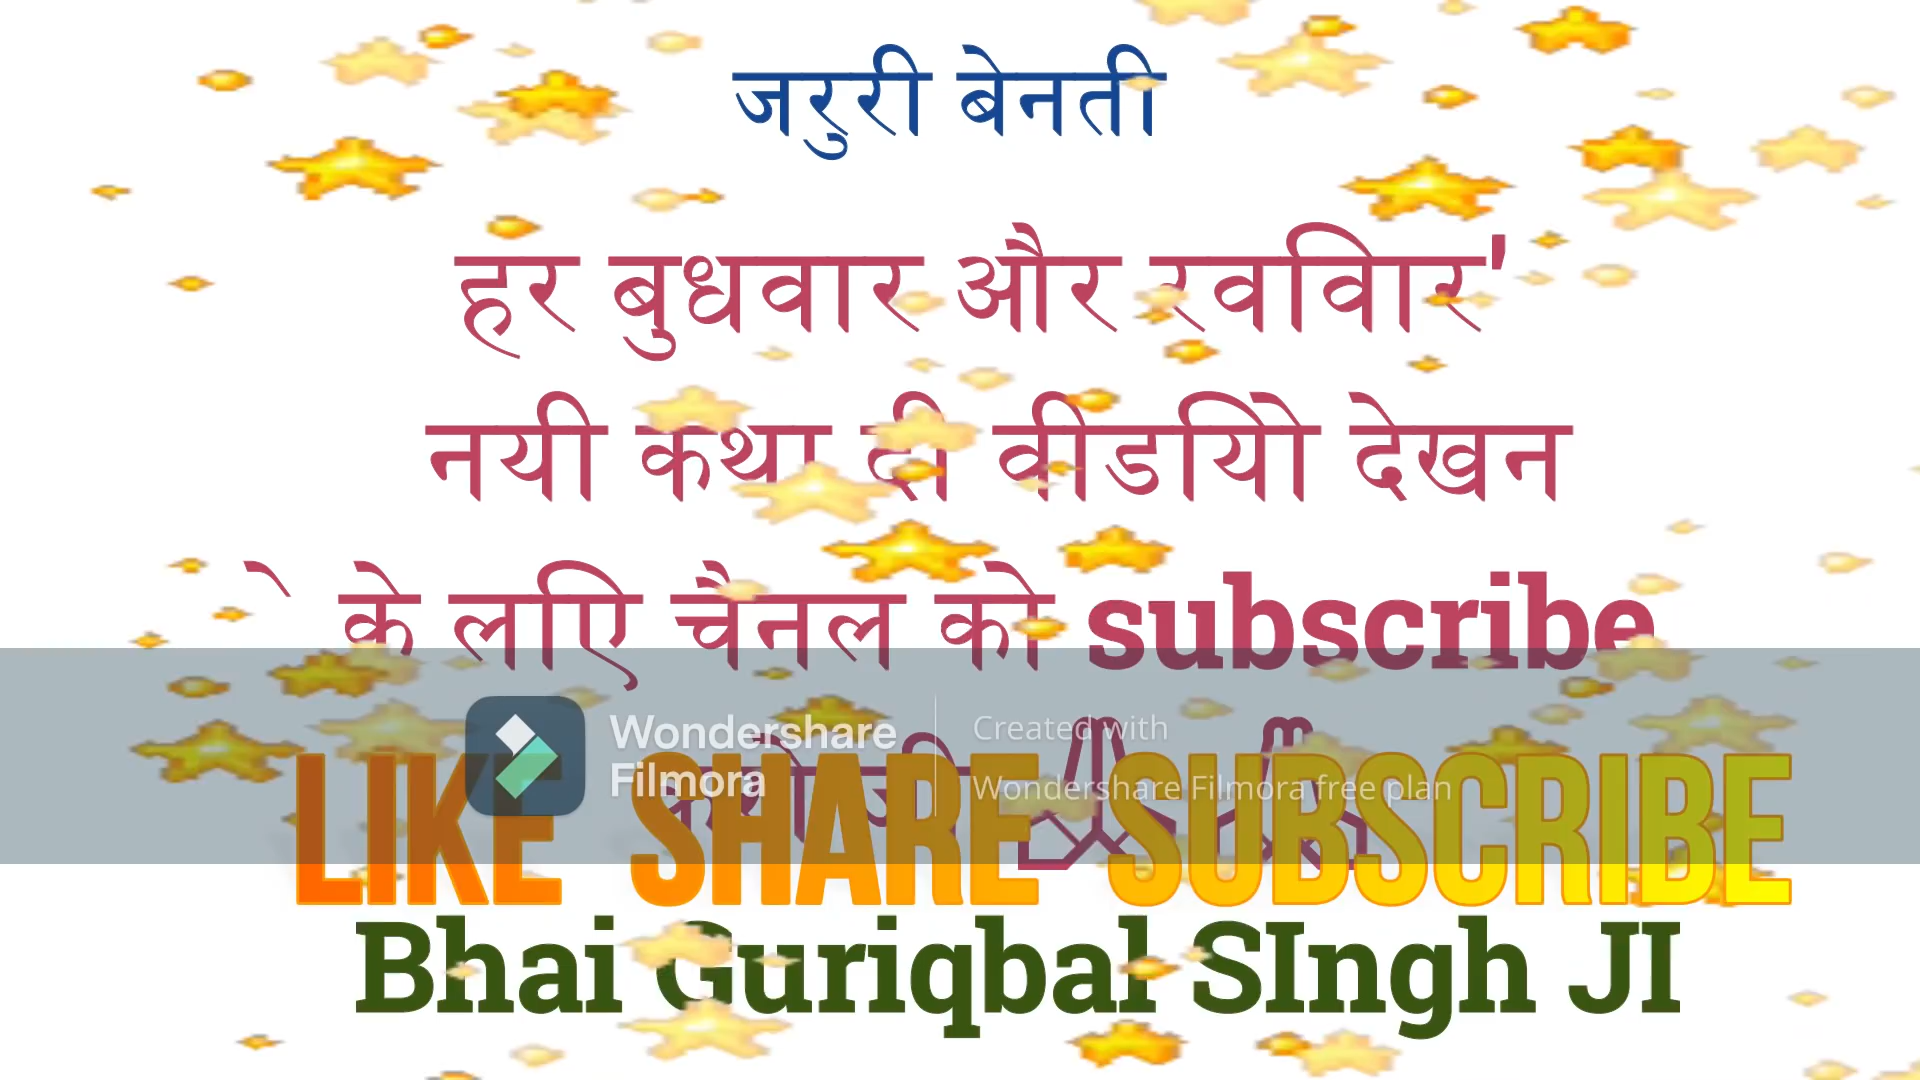 जरुरी बेनती
हर बुधवार और रविवार'
नयी कथा दी वीडियो देखन
े के लिए चैनल को subscribe
करो जी 🙏🙏
Wondershare Filmora
Created with
Wondershare Filmora free plan
LIKE SHARE SUBSCRIBE
Bhai Guriqbal SIngh JI